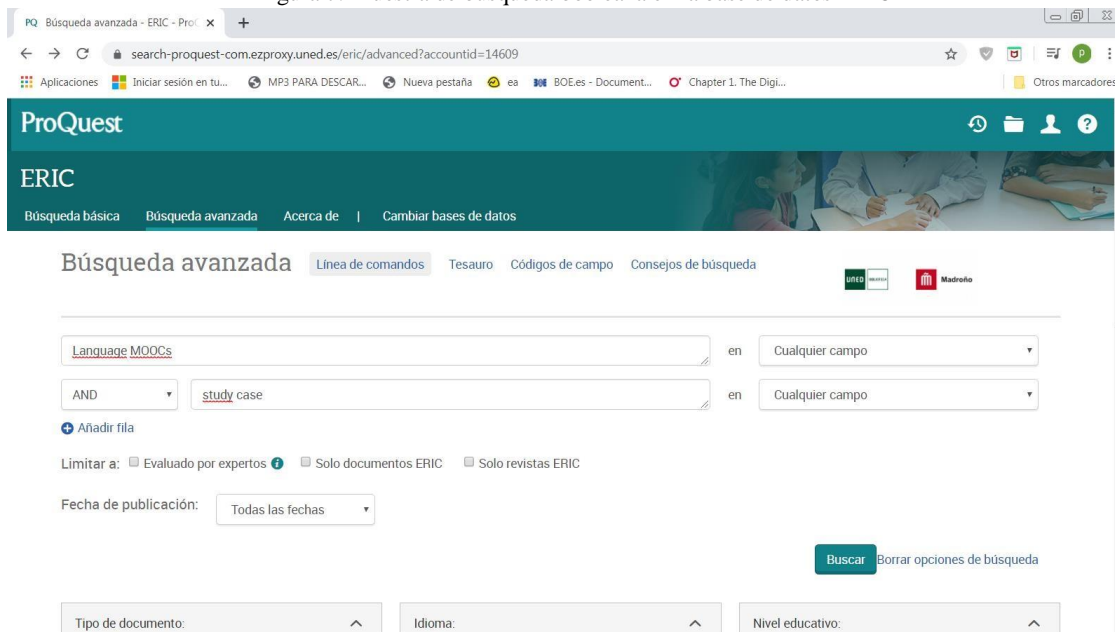 Búsqueda avanzada - ERIC - Pro
search-proquest-com.ezproxy.uned.es/eric/advanced?accountid=14609
Aplicaciones Iniciar sesión en tu... MP3 PARA DESCAR... Nueva pestaña ea BOE.es - Document... Chapter 1. The Digi... Otros marcadores
ProQuest
ERIC
Búsqueda básica Búsqueda avanzada Acerca de | Cambiar bases de datos
Búsqueda avanzada Línea de comandos Tesauro Códigos de campo Consejos de búsqueda UNED Madroño
Language MOOCs en Cualquier campo
AND study case en Cualquier campo
Añadir fila
Limitar a: Evaluado por expertos Solo documentos ERIC Solo revistas ERIC
Fecha de publicación: Todas las fechas
Buscar Borrar opciones de búsqueda
Tipo de documento: Idioma: Nivel educativo: